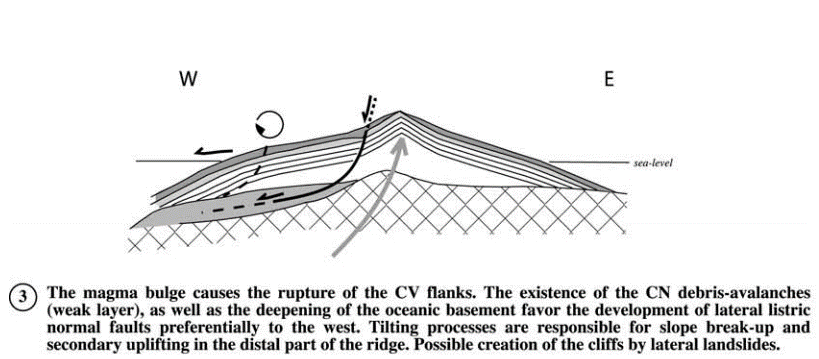 W
E
sea-level
3 The magma bulge causes the rupture of the CV flanks. The existence of the CN debris-avalanches
(weak layer), as well as the deepening of the oceanic basement favor the development of lateral listric
normal faults preferentially to the west. Tilting processes are responsible for slope break-up and
secondary uplifting in the distal part of the ridge. Possible creation of the cliffs by lateral landslides.